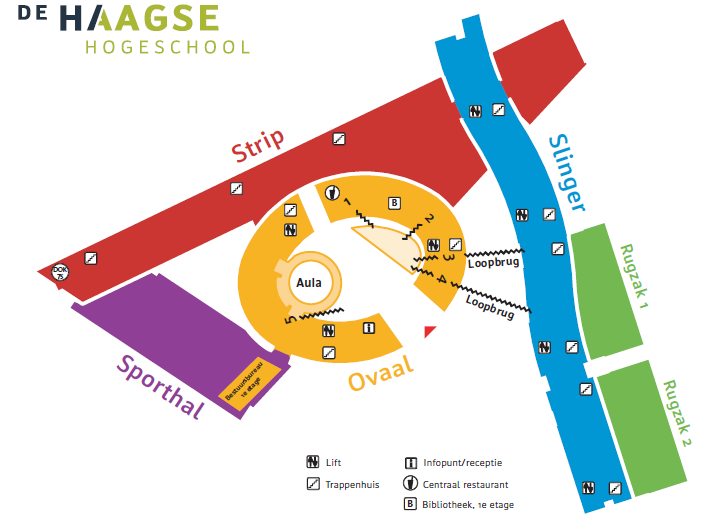 DE HAAGSE
HOGESCHOOL
Strip
Slinger
DOK
75
1
B
2
3
4
5
Loopbrug
Loopbrug
Aula
Rugzak 1
Rugzak 2
Sporthal
Bestuursbureau
1e etage
Ovaal
Lift
Trappenhuis
Infopunt/receptie
Centraal restaurant
B Bibliotheek, 1e etage